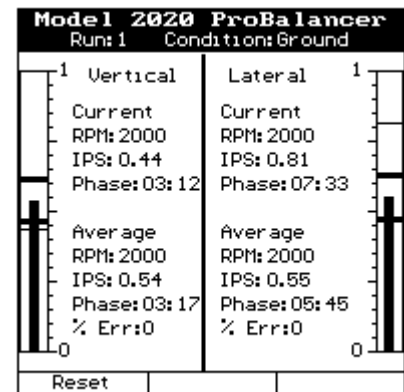 Model 2020 ProBalancer
Run:1 Condition:Ground
1 Vertical Lateral 1
Current Current
RPM:2000 RPM:2000
IPS:0.44 IPS:0.81
Phase:03:12 Phase:07:33
Average Average
RPM:2000 RPM:2000
IPS:0.54 IPS:0.55
Phase:03:17 Phase:05:45
% Err:0 % Err:0
0 0
Reset